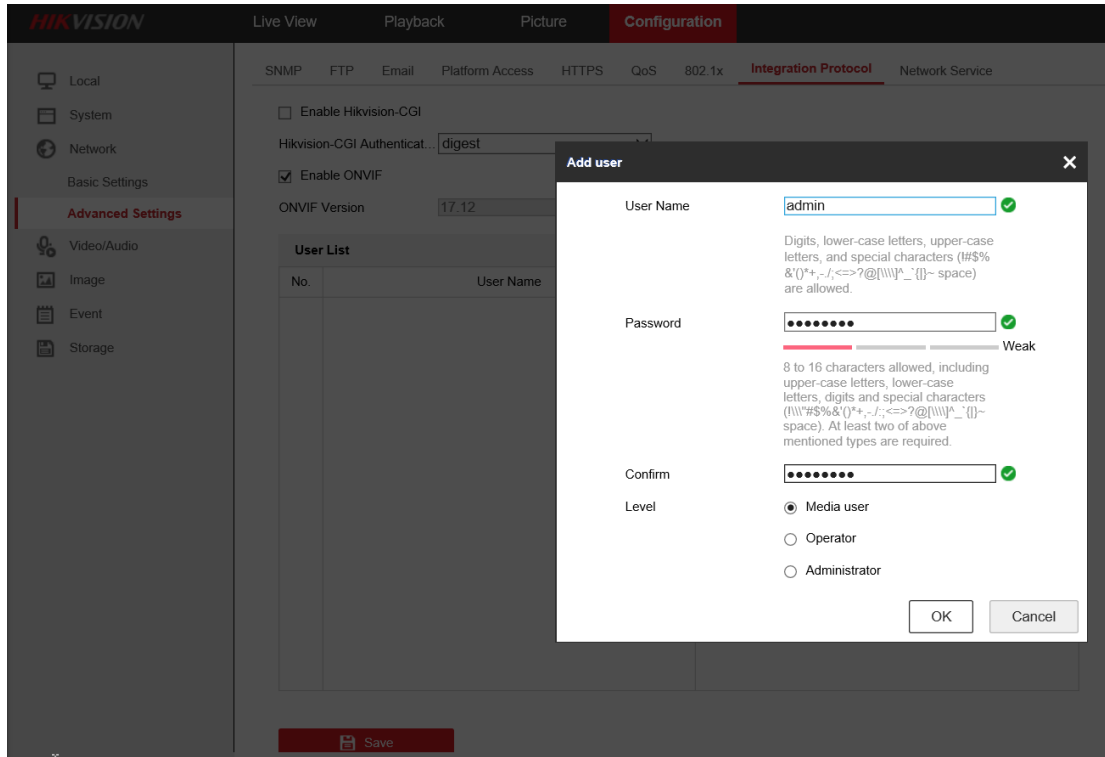 HIKVISION
Live View
Playback
Picture
Configuration
Local
System
Network
Basic Settings
Advanced Settings
Video/Audio
Image
Event
Storage
SNMP
FTP
Email
Platform Access
HTTPS
QoS
802.1x
Integration Protocol
Network Service
Enable Hikvision-CGI
Hikvision-CGI Authenticat...
digest
Enable ONVIF
ONVIF Version
17.12
User List
No.
User Name
Add user
User Name
admin
Digits, lower-case letters, upper-case
letters, and special characters (!#$%
&'()*+,-./;<=>?@[\\\\]^_`{|}~ space)
are allowed.
Password
●●●●●●●●
Weak
8 to 16 characters allowed, including
upper-case letters, lower-case
letters, digits and special characters
(!\\\"#$%&'()*+,-./:;<=>?@[\\\\]^_`{|}~
space). At least two of above
mentioned types are required.
Confirm
●●●●●●●●
Level
Media user
Operator
Administrator
OK
Cancel
Save